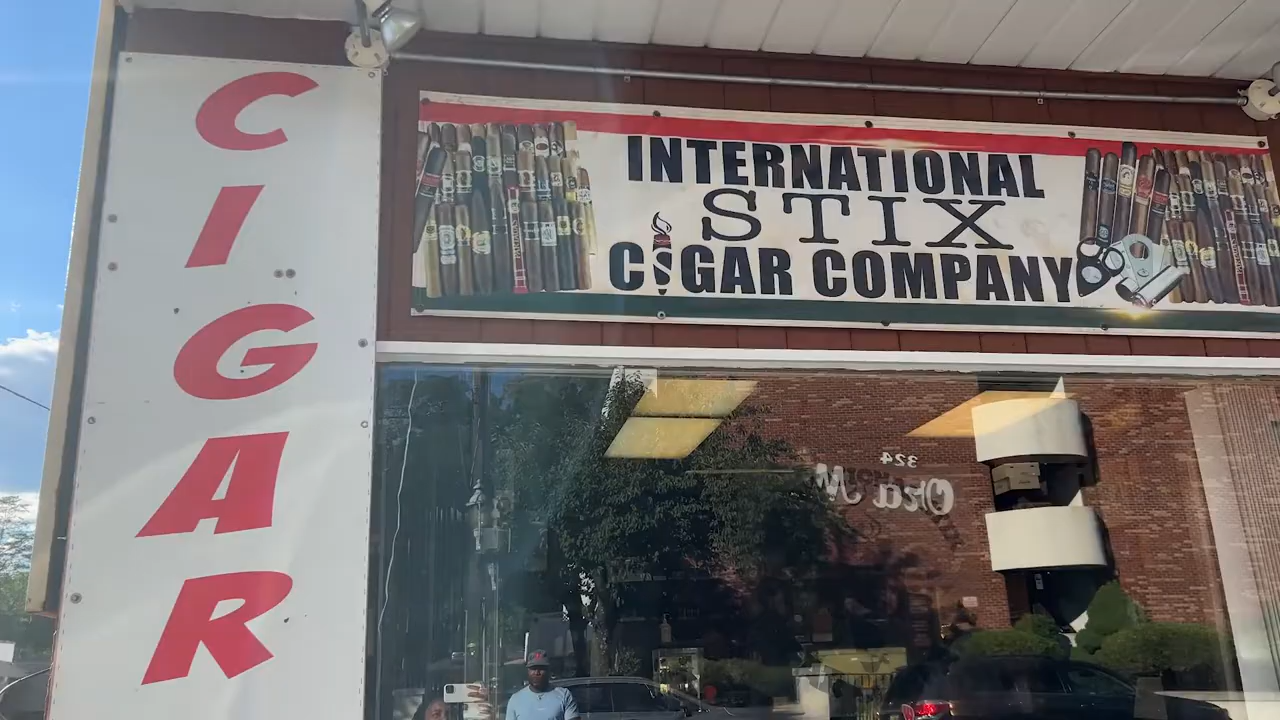 CIGAR
INTERNATIONAL
STIX
CIGAR COMPANY
324